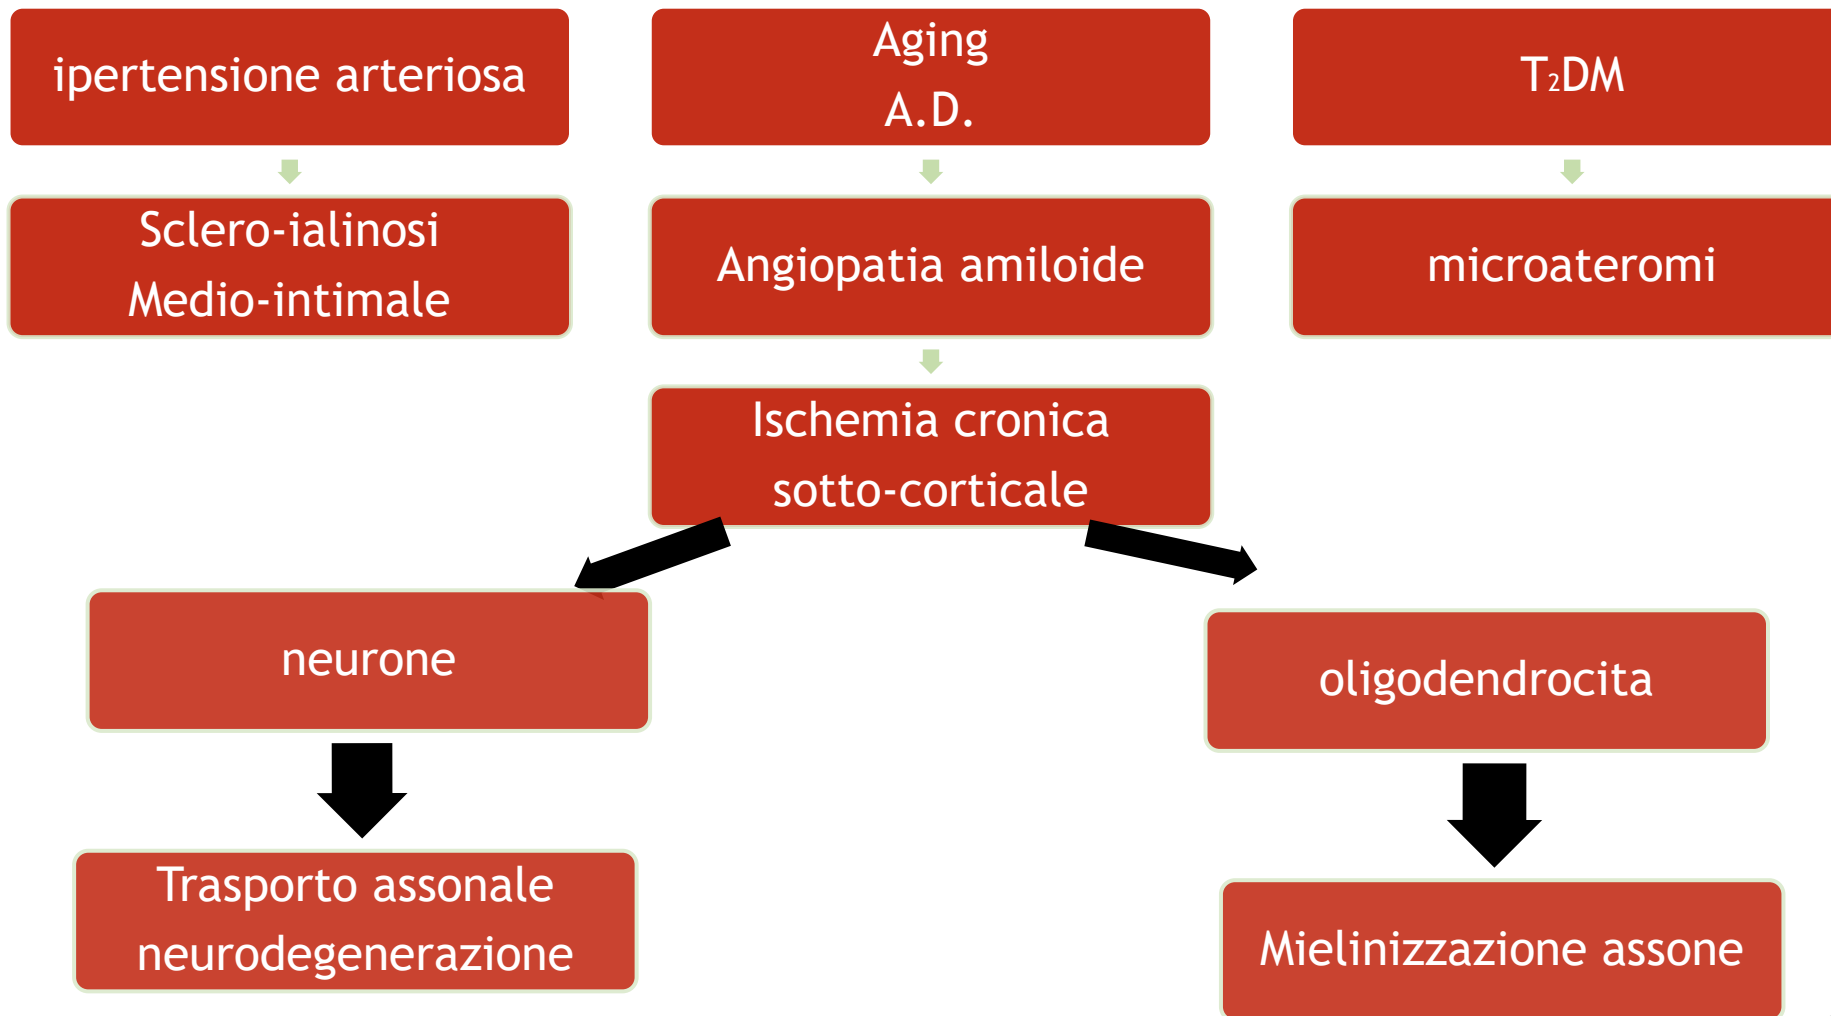 ipertensione arteriosa
Aging
A.D.
T₂DM
Sclero-ialinosi
Medio-intimale
Angiopatia amiloide
microateromi
Ischemia cronica
sotto-corticale
neurone
oligodendrocita
Trasporto assonale
neurodegenerazione
Mielinizzazione assone